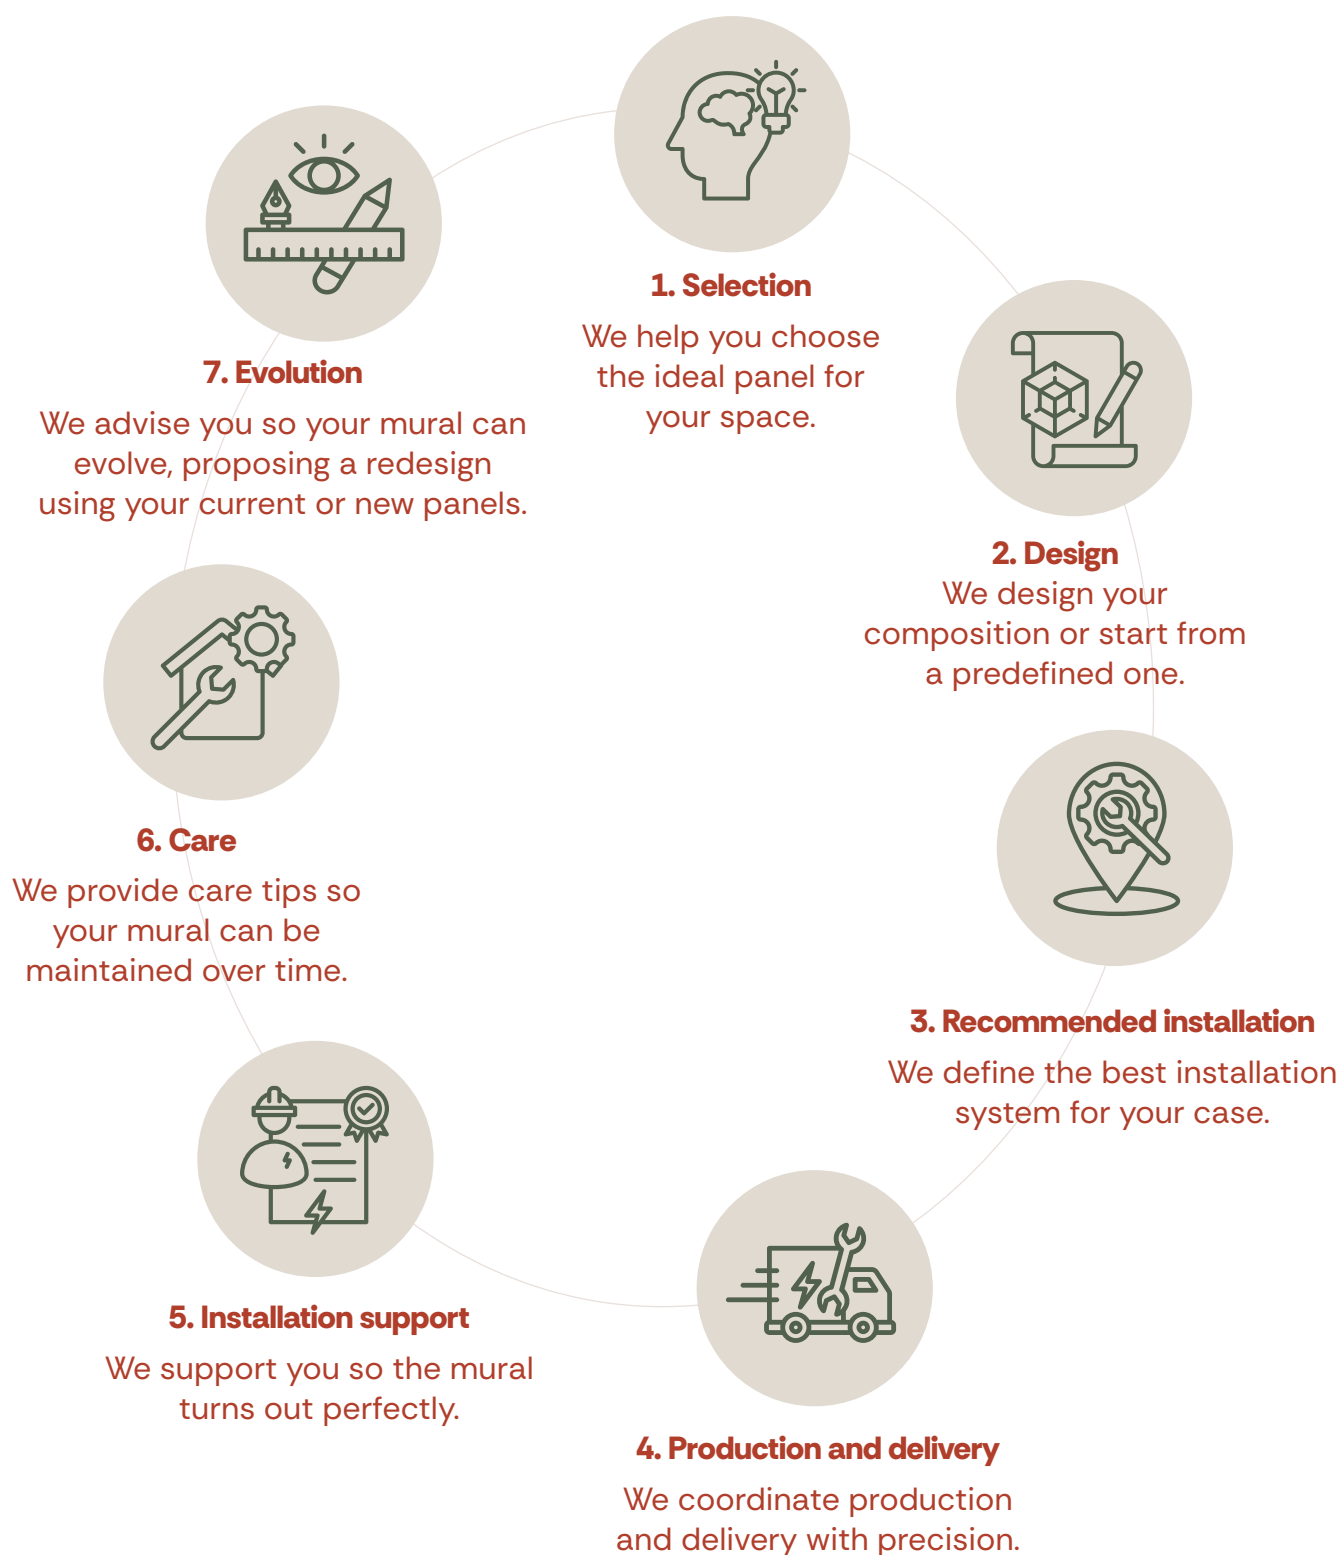 1. Selection
We help you choose
the ideal panel for
your space.
2. Design
We design your
composition or start from
a predefined one.
3. Recommended installation
We define the best installation
system for your case.
4. Production and delivery
We coordinate production
and delivery with precision.
5. Installation support
We support you so the mural
turns out perfectly.
6. Care
We provide care tips so
your mural can be
maintained over time.
7. Evolution
We advise you so your mural can
evolve, proposing a redesign
using your current or new panels.